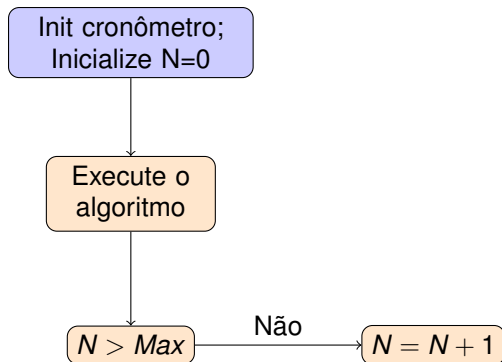 Init cronômetro;
Inicialize N=0
Execute o
algoritmo
N > Max
Não
N = N + 1